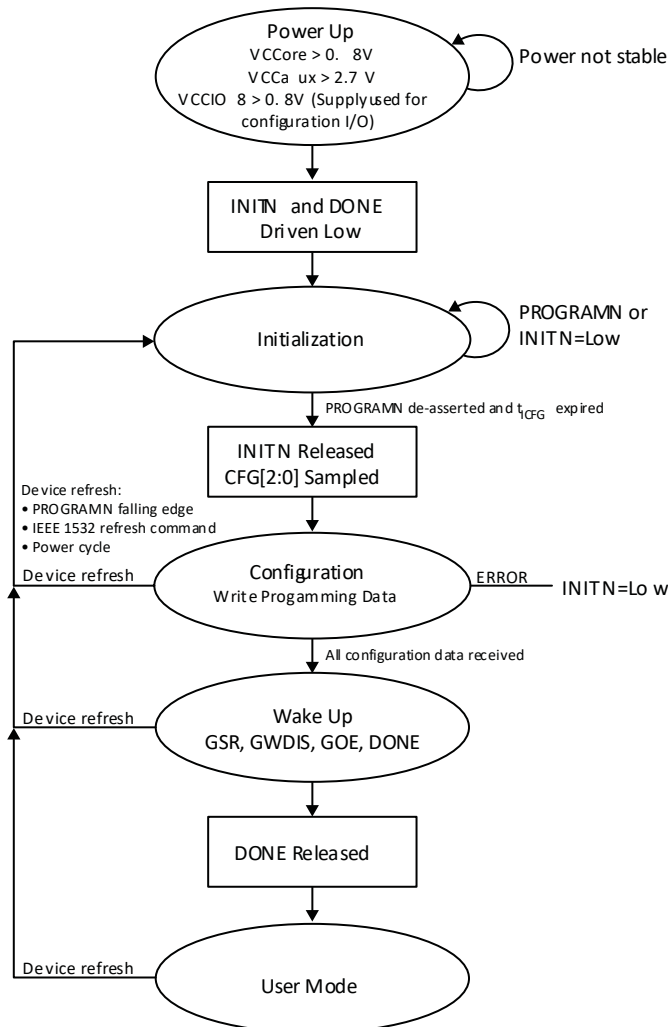 Power Up
VCCore > 0. 8V
VCCa ux > 2.7 V
VCCIO 8 > 0. 8V (Supply used for
configuration I/O)
Power not stable
INITN and DONE
Driven Low
Initialization
PROGRAMN or
INITN=Low
PROGRAMN de-asserted and tICFG expired
INITN Released
CFG[2:0] Sampled
Device refresh:
• PROGRAMN falling edge
• IEEE 1532 refresh command
• Power cycle
Device refresh
Configuration
Write Progamming Data
ERROR
INITN=Lo w
All configuration data received
Device refresh
Wake Up
GSR, GWDIS, GOE, DONE
DONE Released
Device refresh
User Mode